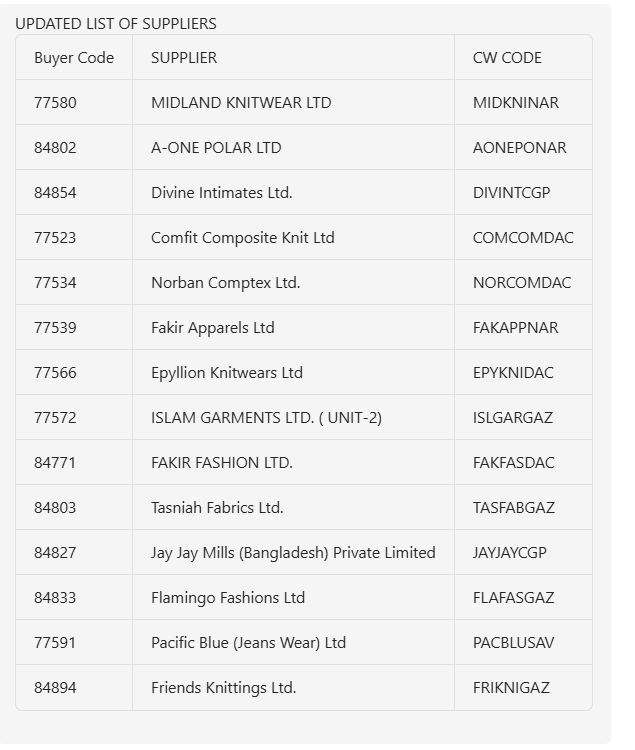 UPDATED LIST OF SUPPLIERS
Buyer Code SUPPLIER CW CODE
77580 MIDLAND KNITWEAR LTD MIDKNINAR
84802 A-ONE POLAR LTD AONEPONAR
84854 Divine Intimates Ltd. DIVINTCGP
77523 Comfit Composite Knit Ltd COMCOMDAC
77534 Norban Comptex Ltd. NORCOMDAC
77539 Fakir Apparels Ltd FAKAPPNAR
77566 Epyllion Knitwears Ltd EPYKNIDAC
77572 ISLAM GARMENTS LTD. ( UNIT-2) ISLGARGAZ
84771 FAKIR FASHION LTD. FAKFASDAC
84803 Tasniah Fabrics Ltd. TASFABGAZ
84827 Jay Jay Mills (Bangladesh) Private Limited JAYJAYCGP
84833 Flamingo Fashions Ltd FLAFASGAZ
77591 Pacific Blue (Jeans Wear) Ltd PACBLUSAV
84894 Friends Knittings Ltd. FRIKNIGAZ